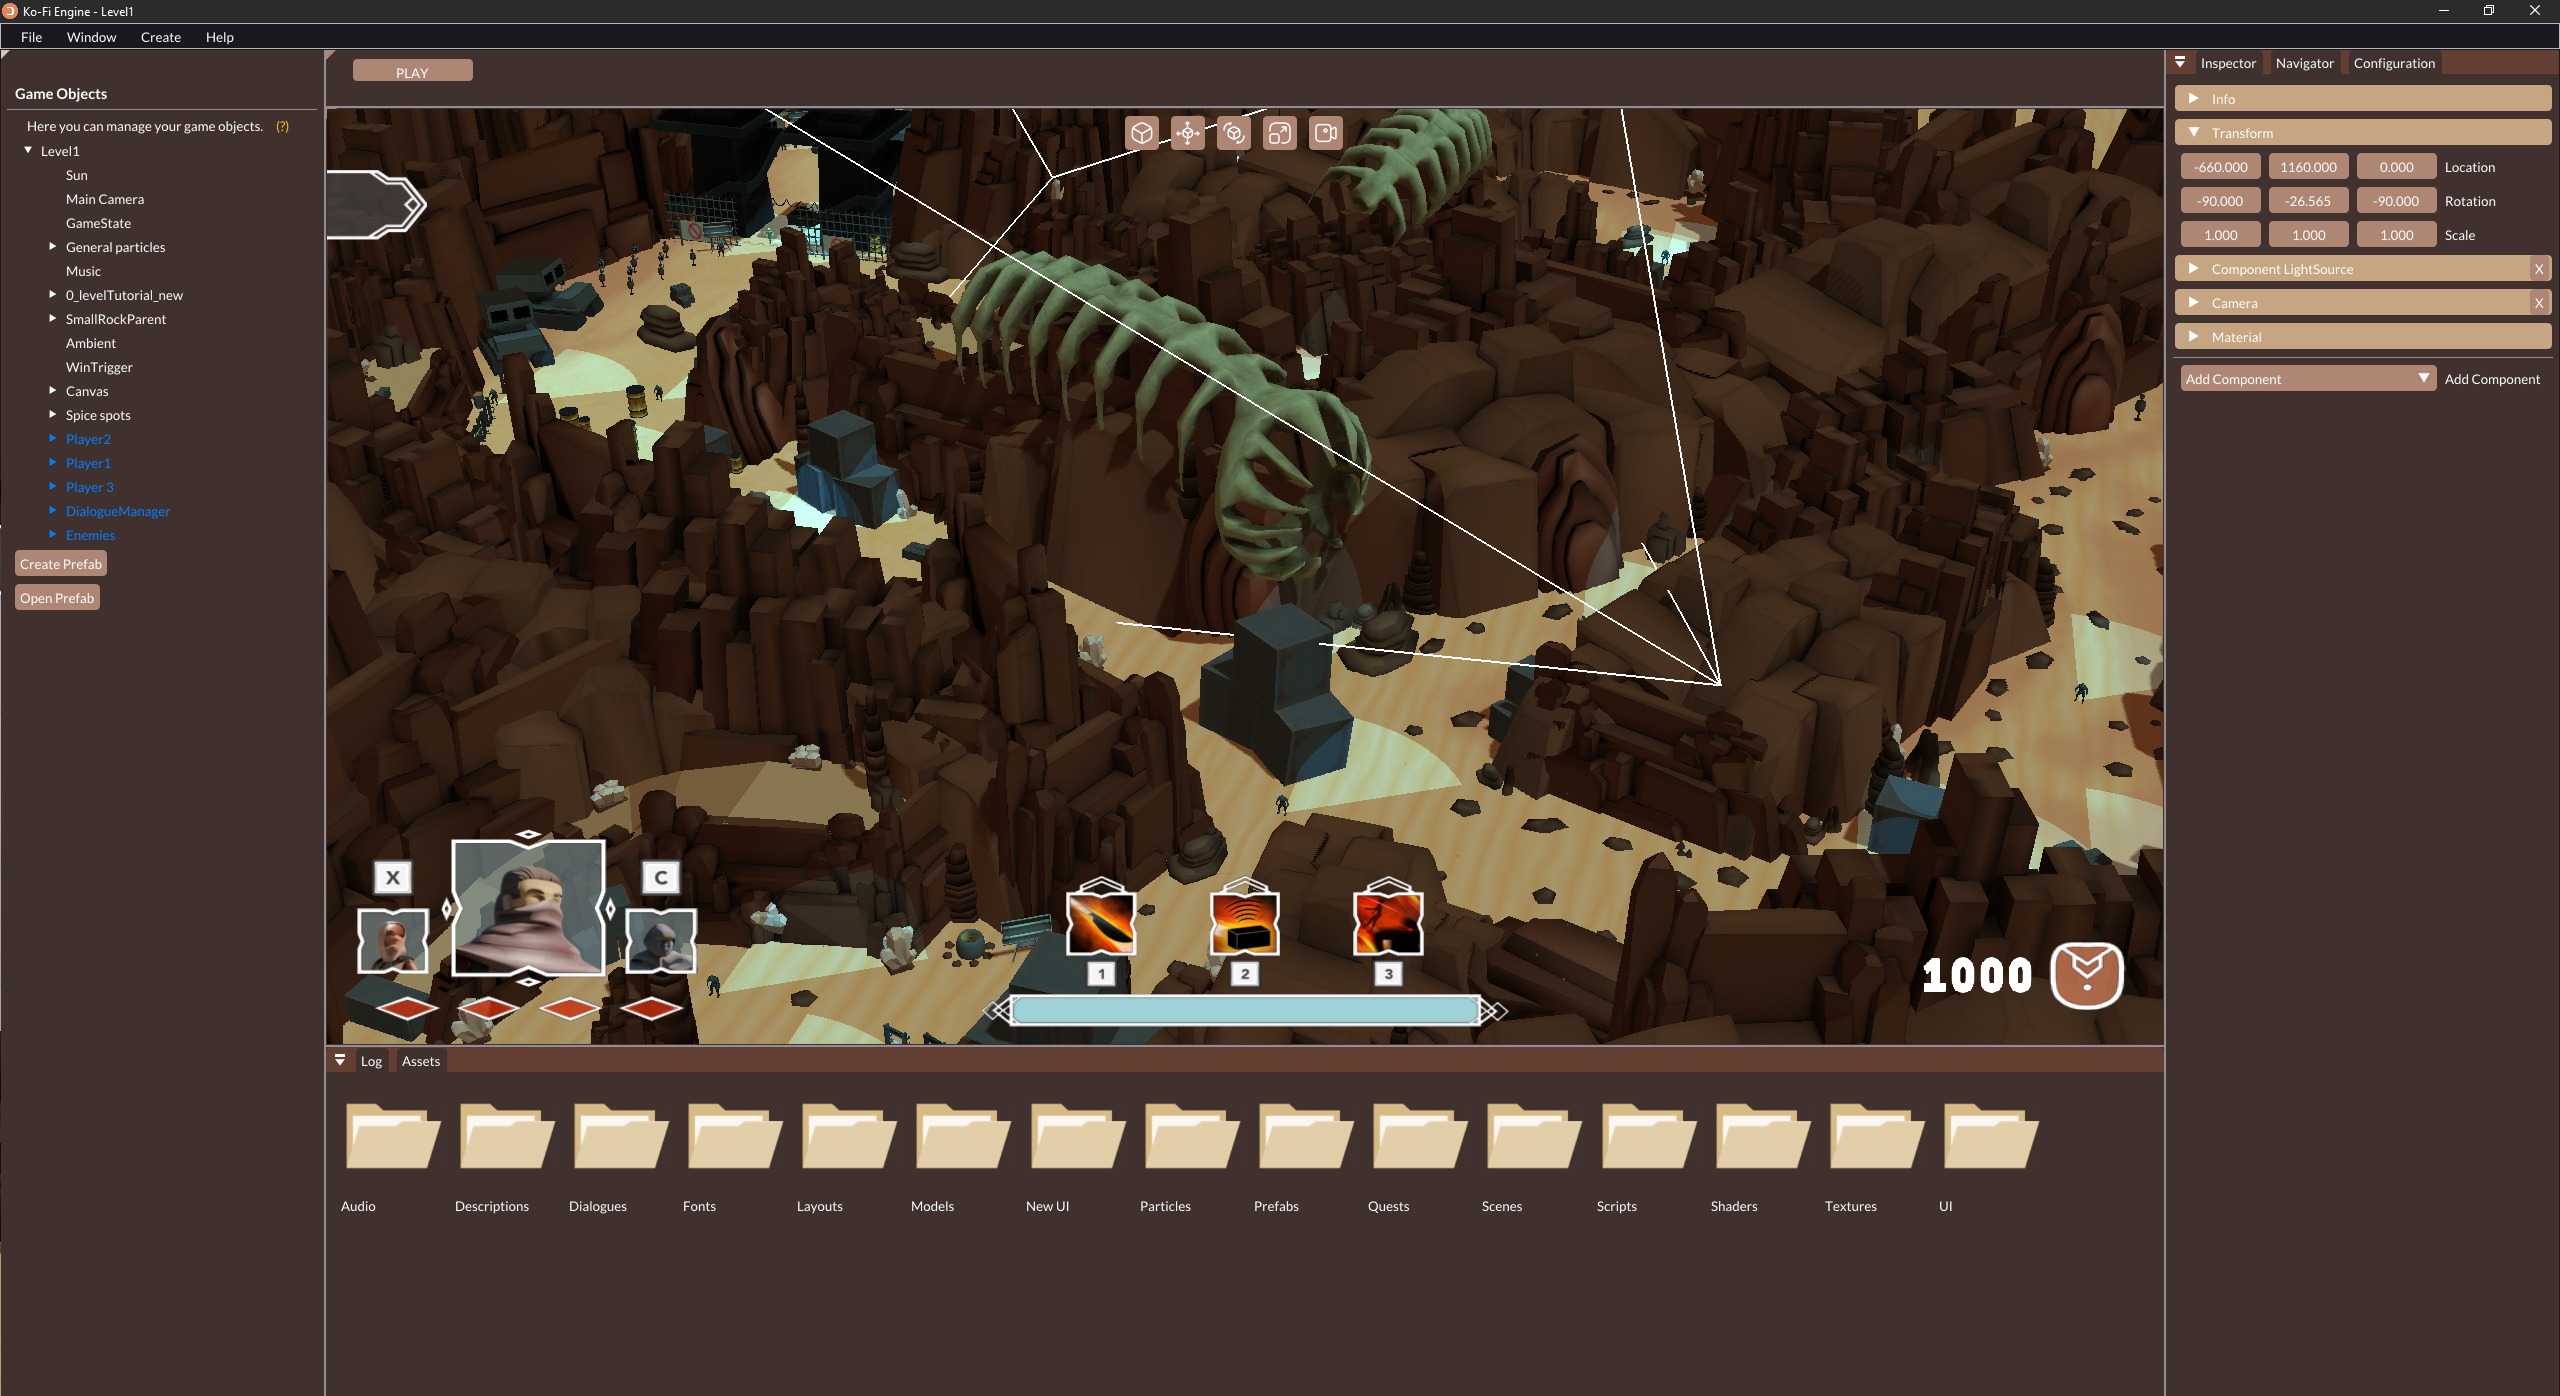 Ko-Fi Engine - Level1
File Window Create Help
Game Objects
Here you can manage your game objects. (?)
Level1
Sun
Main Camera
GameState
General particles
Music
0_levelTutorial_new
SmallRockParent
Ambient
WinTrigger
Canvas
Spice spots
Player2
Player1
Player 3
DialogueManager
Enemies
Create Prefab
Open Prefab
PLAY
X
C
1 2 3
1000
Log Assets
Audio Descriptions Dialogues Fonts Layouts Models New UI Particles Prefabs Quests Scenes Scripts Shaders Textures UI
Inspector Navigator Configuration
Info
Transform
-660.000 1160.000 0.000 Location
-90.000 -26.565 -90.000 Rotation
1.000 1.000 1.000 Scale
Component LightSource X
Camera X
Material
Add Component Add Component